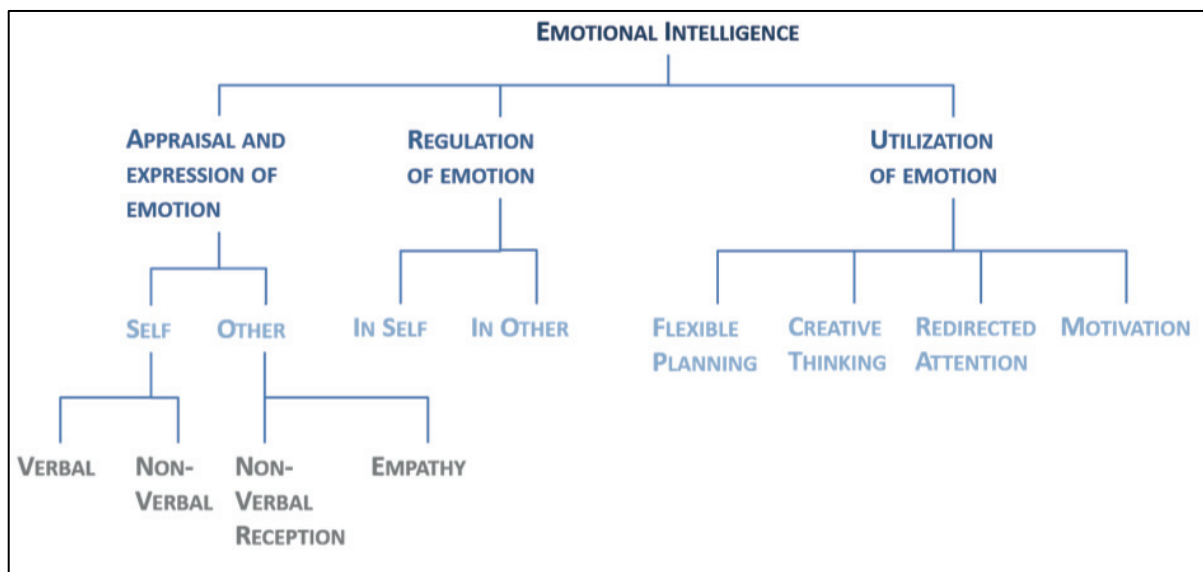 EMOTIONAL INTELLIGENCE
APPRAISAL AND
EXPRESSION OF
EMOTION
REGULATION
OF EMOTION
UTILIZATION
OF EMOTION
SELF
OTHER
IN SELF
IN OTHER
FLEXIBLE
PLANNING
CREATIVE
THINKING
REDIRECTED
ATTENTION
MOTIVATION
VERBAL
NON-
VERBAL
NON-
VERBAL
RECEPTION
EMPATHY